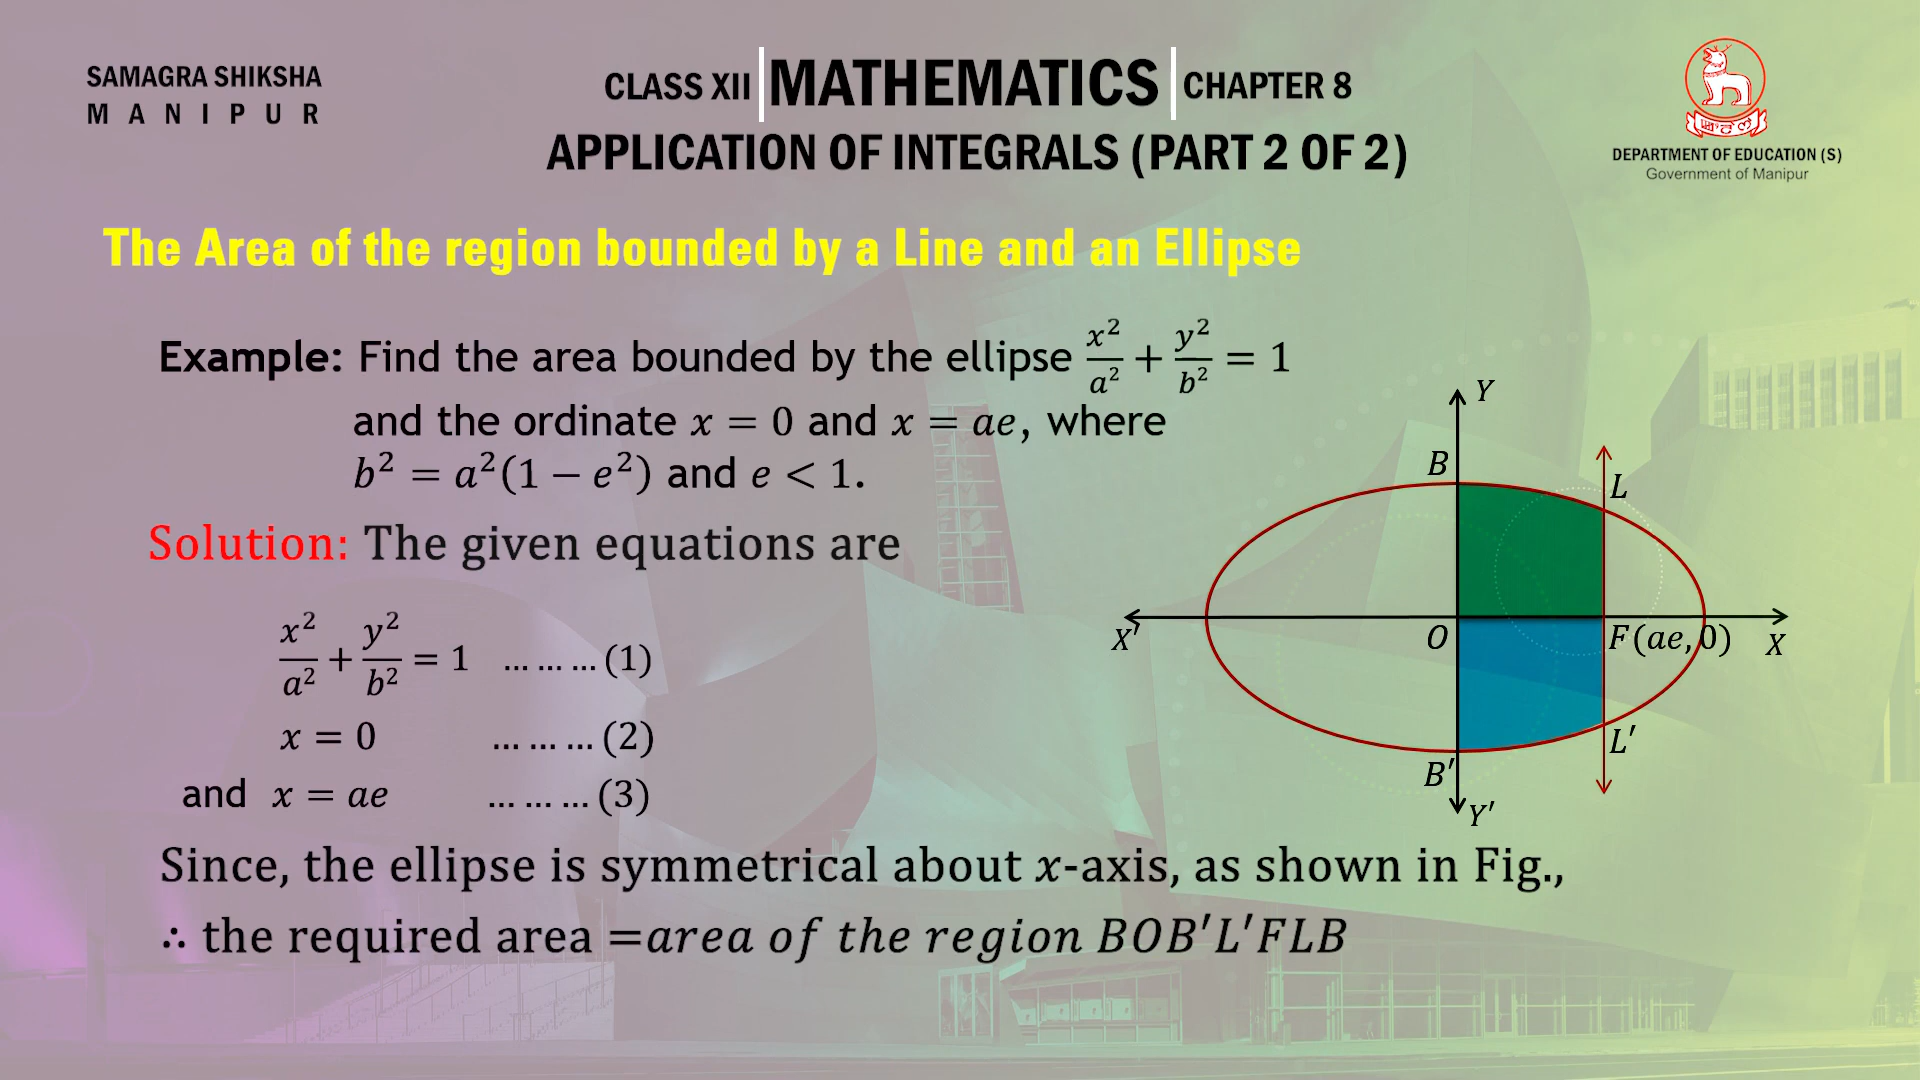 SAMAGRA SHIKSHA
MANIPUR
CLASS XII | MATHEMATICS | CHAPTER 8
APPLICATION OF INTEGRALS (PART 2 OF 2)
DEPARTMENT OF EDUCATION (S)
Government of Manipur
The Area of the region bounded by a Line and an Ellipse
Example: Find the area bounded by the ellipse x²/a² + y²/b² = 1
and the ordinate x = 0 and x = ae, where
b² = a²(1 − e²) and e < 1.
Solution: The given equations are
x²/a² + y²/b² = 1 ... ... ... (1)
x = 0 ... ... ... (2)
and x = ae ... ... ... (3)
Since, the ellipse is symmetrical about x-axis, as shown in Fig.,
∴ the required area =area of the region BOB′L′FLB
Y
B
L
X′
O
F(ae, 0)
X
L′
B′
Y′